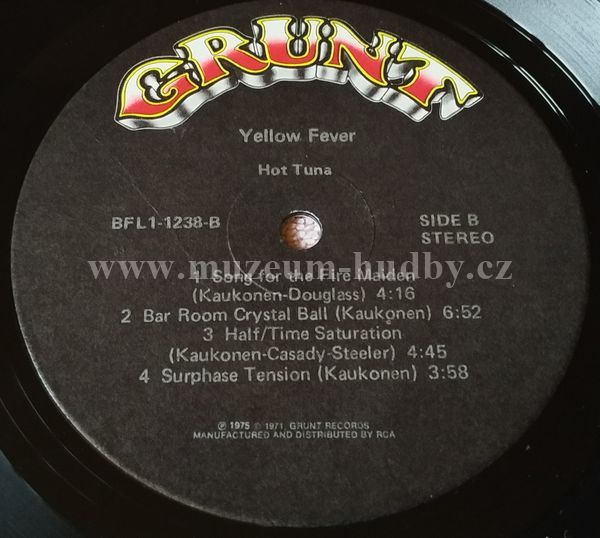 GRUNT
Yellow Fever
Hot Tuna
BFL1-1238-B
SIDE B
STEREO
www.muzeum-hudby.cz
1 Song for the Fire Maiden
(Kaukonen-Douglass) 4:16
2 Bar Room Crystal Ball (Kaukonen) 6:52
3 Half/Time Saturation
(Kaukonen-Casady-Steeler) 4:45
4 Surphase Tension (Kaukonen) 3:58
℗ 1975 © 1971, GRUNT RECORDS
MANUFACTURED AND DISTRIBUTED BY RCA